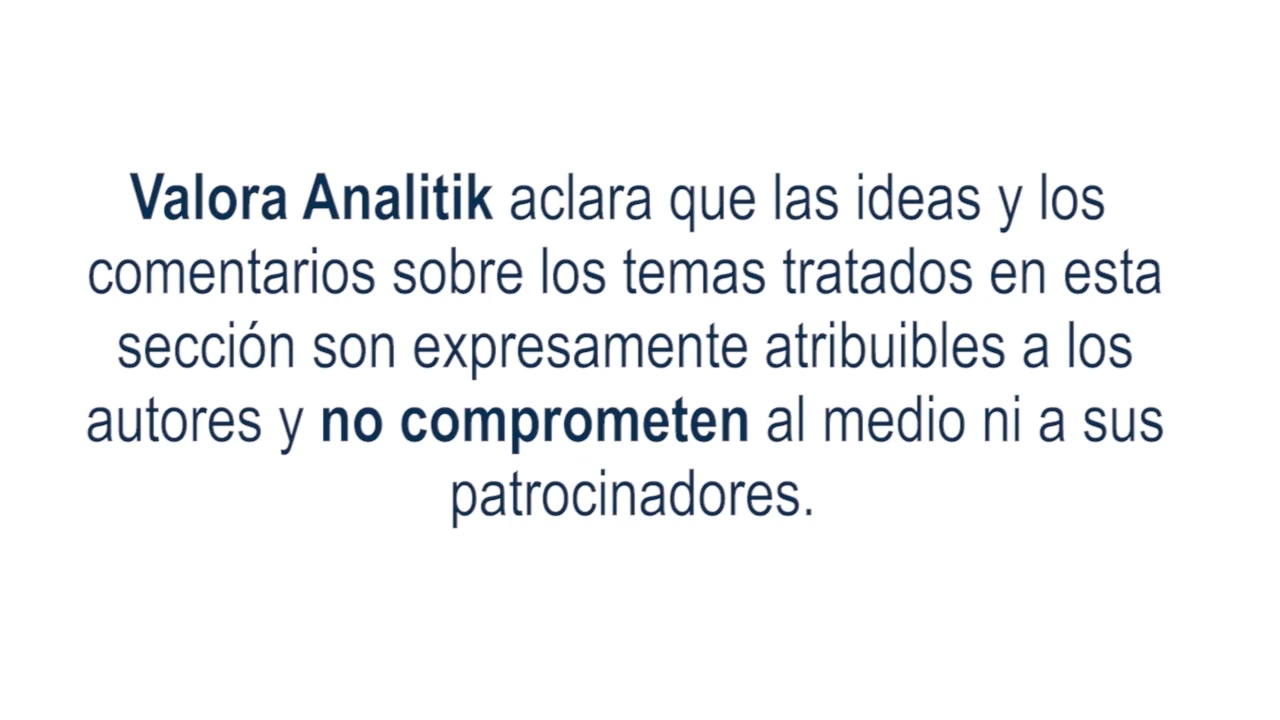 Valora Analitik aclara que las ideas y los
comentarios sobre los temas tratados en esta
sección son expresamente atribuibles a los
autores y no comprometen al medio ni a sus
patrocinadores.